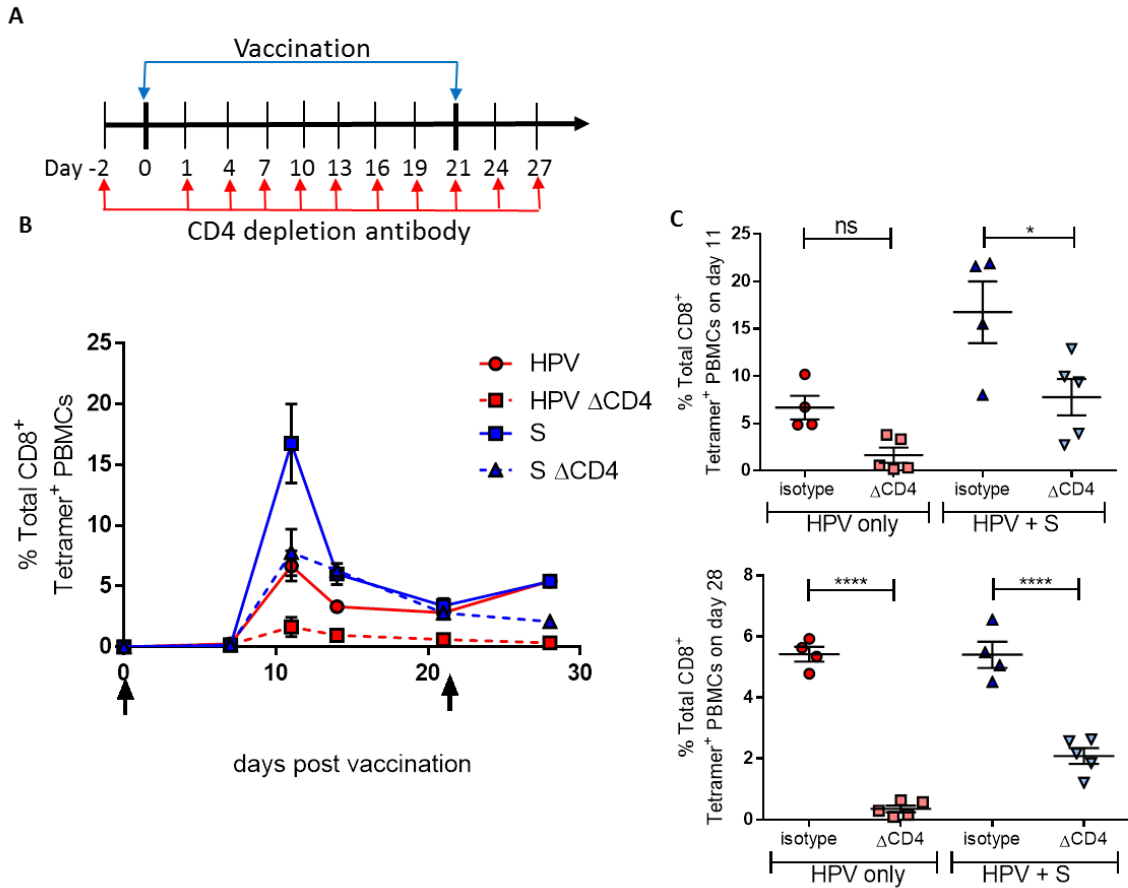 A
Vaccination
Day -2 0 1 4 7 10 13 16 19 21 24 27
CD4 depletion antibody
B
% Total CD8⁺
Tetramer⁺ PBMCs
25
20
15
10
5
0
0 10 20 30
days post vaccination
HPV
HPV ΔCD4
S
S ΔCD4
C
% Total CD8⁺
Tetramer⁺ PBMCs on day 11
25
20
15
10
5
0
ns
*
isotype ΔCD4 isotype ΔCD4
HPV only HPV + S
% Total CD8⁺
Tetramer⁺ PBMCs on day 28
8
6
4
2
0
**** ****
isotype ΔCD4 isotype ΔCD4
HPV only HPV + S